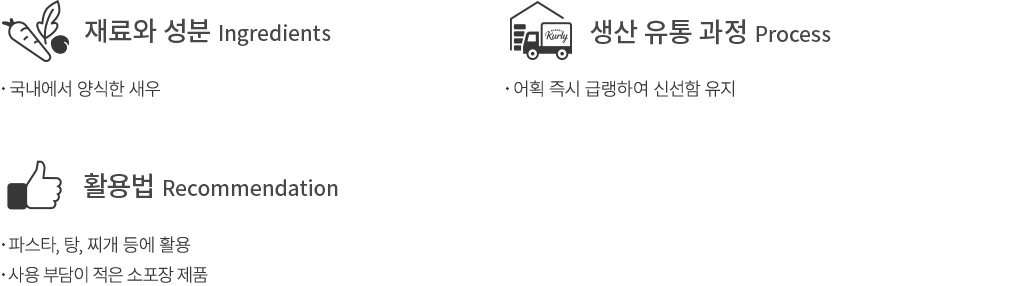 재료와 성분 Ingredients
· 국내에서 양식한 새우
Kurly
생산 유통 과정 Process
· 어획 즉시 급랭하여 신선함 유지
활용법 Recommendation
· 파스타, 탕, 찌개 등에 활용
· 사용 부담이 적은 소포장 제품